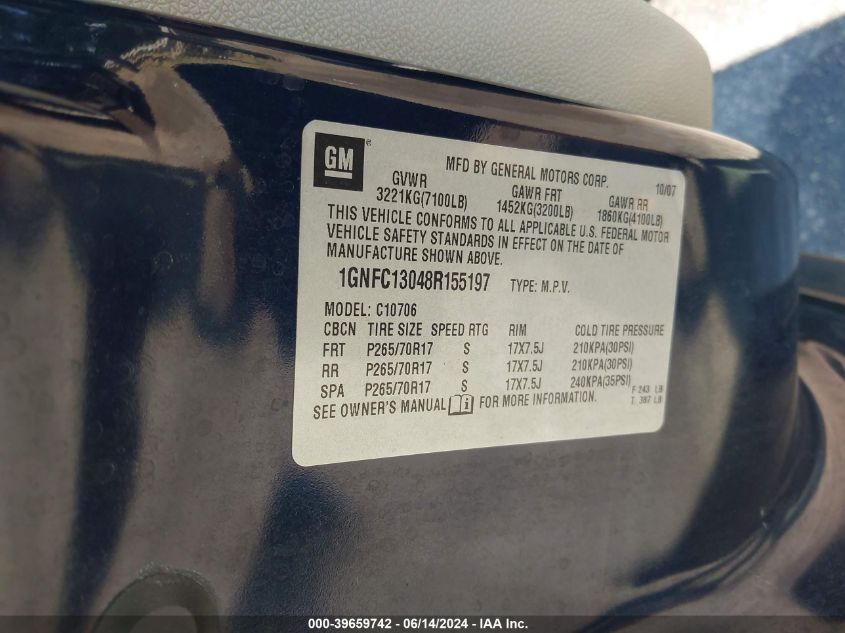 GM ® MFD BY GENERAL MOTORS CORP. 10/07
GVWR GAWR FRT GAWR RR
3221KG(7100LB) 1452KG(3200LB) 1860KG(4100LB)
THIS VEHICLE CONFORMS TO ALL APPLICABLE U.S. FEDERAL MOTOR
VEHICLE SAFETY STANDARDS IN EFFECT ON THE DATE OF
MANUFACTURE SHOWN ABOVE.
1GNFC13048R155197 TYPE: M.P.V.
MODEL: C10706
CBCN TIRE SIZE SPEED RTG RIM COLD TIRE PRESSURE
FRT P265/70R17 S 17X7.5J 210KPA(30PSI)
RR P265/70R17 S 17X7.5J 210KPA(30PSI)
SPA P265/70R17 S 17X7.5J 240KPA(35PSI)
F 243 LB
T. 387 LB
SEE OWNER'S MANUAL i FOR MORE INFORMATION.
000-39659742 - 06/14/2024 - IAA Inc.